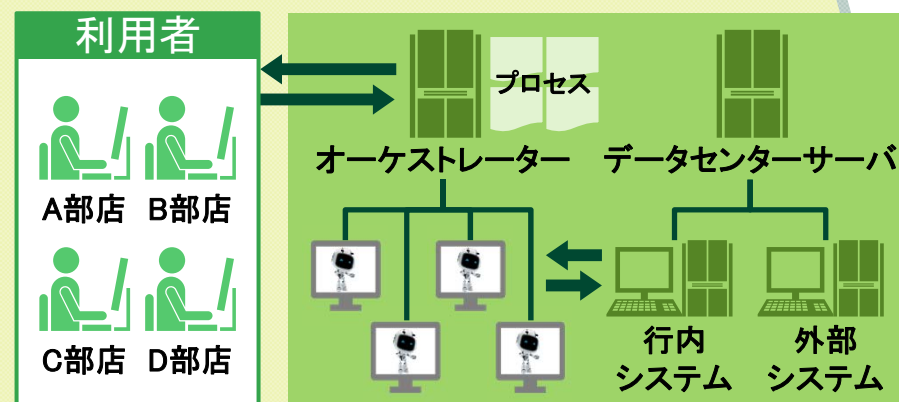 利用者
プロセス
オーケストレーター
データセンターサーバ
A部店
B部店
C部店
D部店
行内
システム
外部
システム